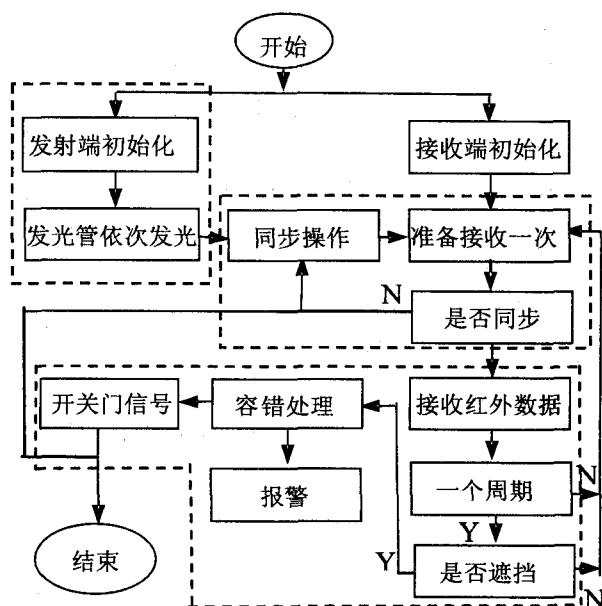 开始
发射端初始化
接收端初始化
发光管依次发光
同步操作
准备接收一次
N
是否同步
开关门信号
容错处理
接收红外数据
报警
一个周期
N
Y
结束
Y
是否遮挡
N